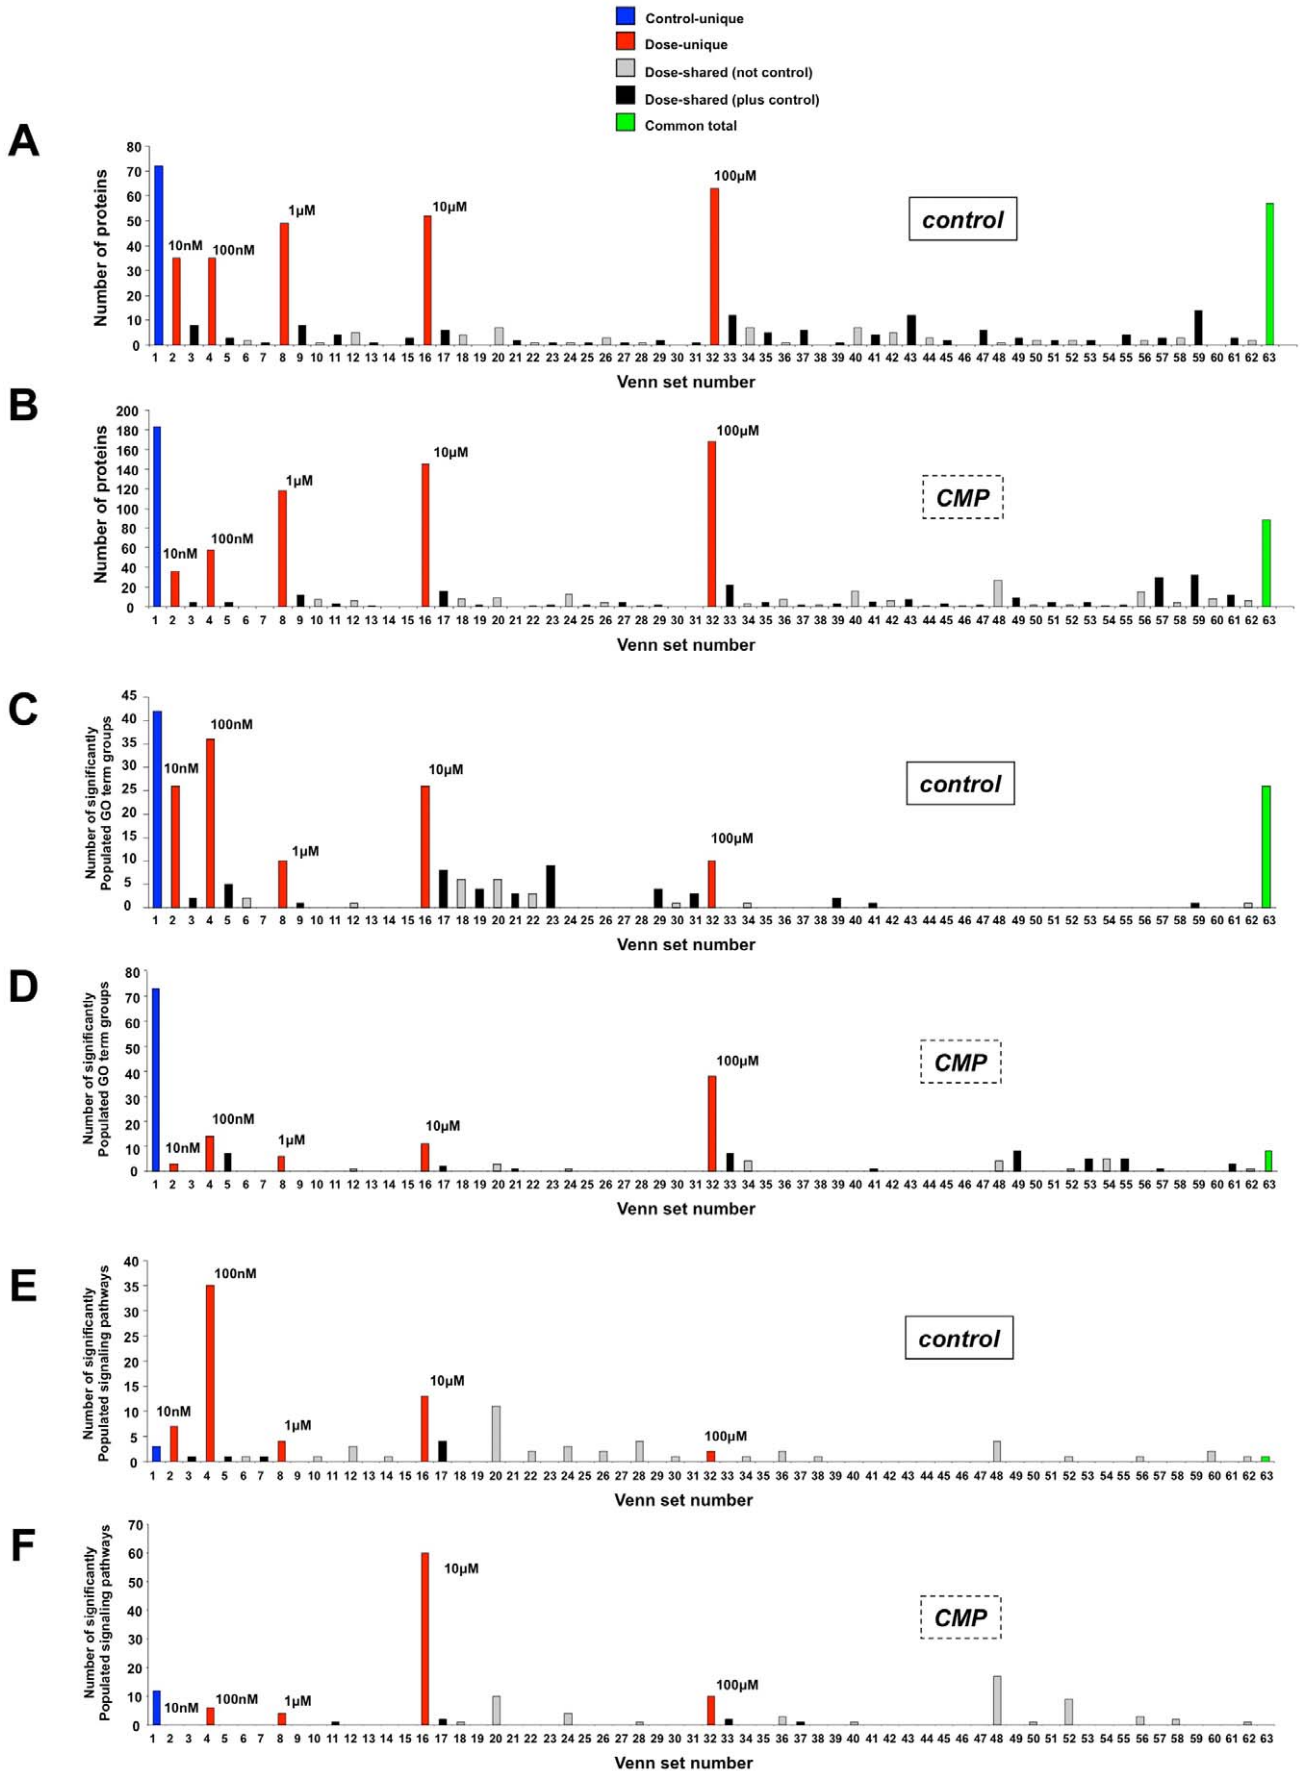 Control-unique
Dose-unique
Dose-shared (not control)
Dose-shared (plus control)
Common total
A
Number of proteins
80
70
60
50
40
30
20
10
0
10nM
100nM
1µM
10µM
100µM
control
1 2 3 4 5 6 7 8 9 10 11 12 13 14 15 16 17 18 19 20 21 22 23 24 25 26 27 28 29 30 31 32 33 34 35 36 37 38 39 40 41 42 43 44 45 46 47 48 49 50 51 52 53 54 55 56 57 58 59 60 61 62 63
Venn set number
B
Number of proteins
200
180
160
140
120
100
80
60
40
20
0
10nM
100nM
1µM
10µM
100µM
CMP
1 2 3 4 5 6 7 8 9 10 11 12 13 14 15 16 17 18 19 20 21 22 23 24 25 26 27 28 29 30 31 32 33 34 35 36 37 38 39 40 41 42 43 44 45 46 47 48 49 50 51 52 53 54 55 56 57 58 59 60 61 62 63
Venn set number
C
Number of significantly
Populated GO term groups
45
40
35
30
25
20
15
10
5
0
10nM
100nM
1µM
10µM
100µM
control
1 2 3 4 5 6 7 8 9 10 11 12 13 14 15 16 17 18 19 20 21 22 23 24 25 26 27 28 29 30 31 32 33 34 35 36 37 38 39 40 41 42 43 44 45 46 47 48 49 50 51 52 53 54 55 56 57 58 59 60 61 62 63
Venn set number
D
Number of significantly
Populated GO term groups
80
70
60
50
40
30
20
10
0
10nM
100nM
1µM
10µM
100µM
CMP
1 2 3 4 5 6 7 8 9 10 11 12 13 14 15 16 17 18 19 20 21 22 23 24 25 26 27 28 29 30 31 32 33 34 35 36 37 38 39 40 41 42 43 44 45 46 47 48 49 50 51 52 53 54 55 56 57 58 59 60 61 62 63
Venn set number
E
Number of significantly
Populated signaling pathways
40
35
30
25
20
15
10
5
0
10nM
100nM
1µM
10µM
100µM
control
1 2 3 4 5 6 7 8 9 10 11 12 13 14 15 16 17 18 19 20 21 22 23 24 25 26 27 28 29 30 31 32 33 34 35 36 37 38 39 40 41 42 43 44 45 46 47 48 49 50 51 52 53 54 55 56 57 58 59 60 61 62 63
Venn set number
F
Number of significantly
Populated signaling pathways
70
60
50
40
30
20
10
0
10nM
100nM
1µM
10µM
100µM
CMP
1 2 3 4 5 6 7 8 9 10 11 12 13 14 15 16 17 18 19 20 21 22 23 24 25 26 27 28 29 30 31 32 33 34 35 36 37 38 39 40 41 42 43 44 45 46 47 48 49 50 51 52 53 54 55 56 57 58 59 60 61 62 63
Venn set number